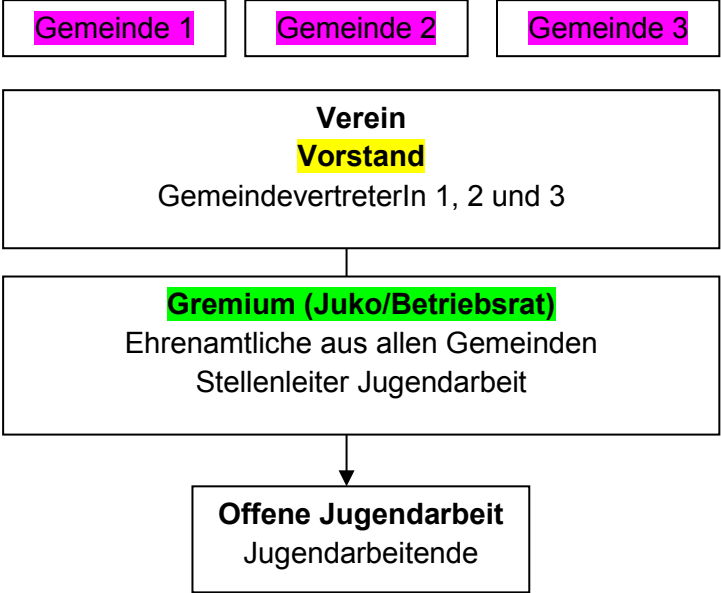 Gemeinde 1
Gemeinde 2
Gemeinde 3
Verein
Vorstand
GemeindevertreterIn 1, 2 und 3
Gremium (Juko/Betriebsrat)
Ehrenamtliche aus allen Gemeinden
Stellenleiter Jugendarbeit
Offene Jugendarbeit
Jugendarbeitende